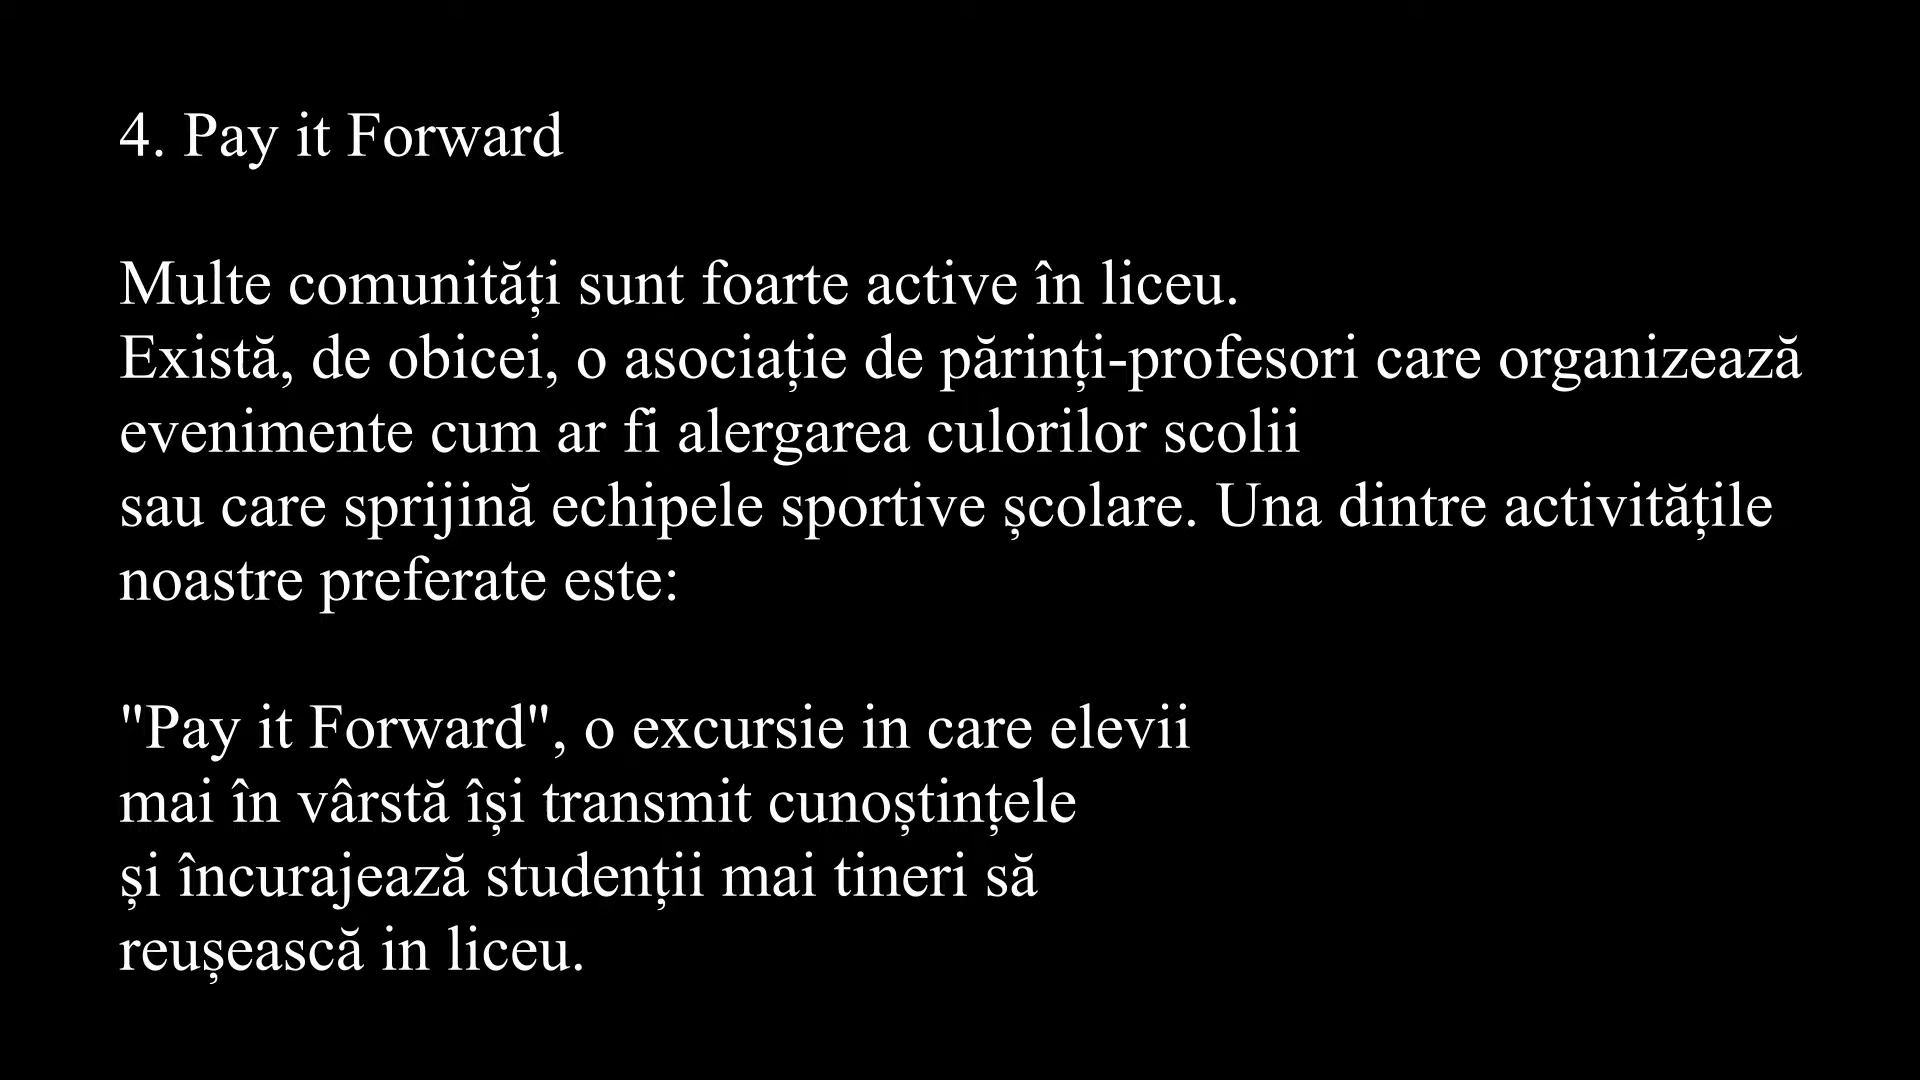 4. Pay it Forward
Multe comunități sunt foarte active în liceu.
Există, de obicei, o asociație de părinți-profesori care organizează
evenimente cum ar fi alergarea culorilor scolii
sau care sprijină echipele sportive școlare. Una dintre activitățile
noastre preferate este:
"Pay it Forward", o excursie in care elevii
mai în vârstă își transmit cunoștințele
și încurajează studenții mai tineri să
reușească in liceu.